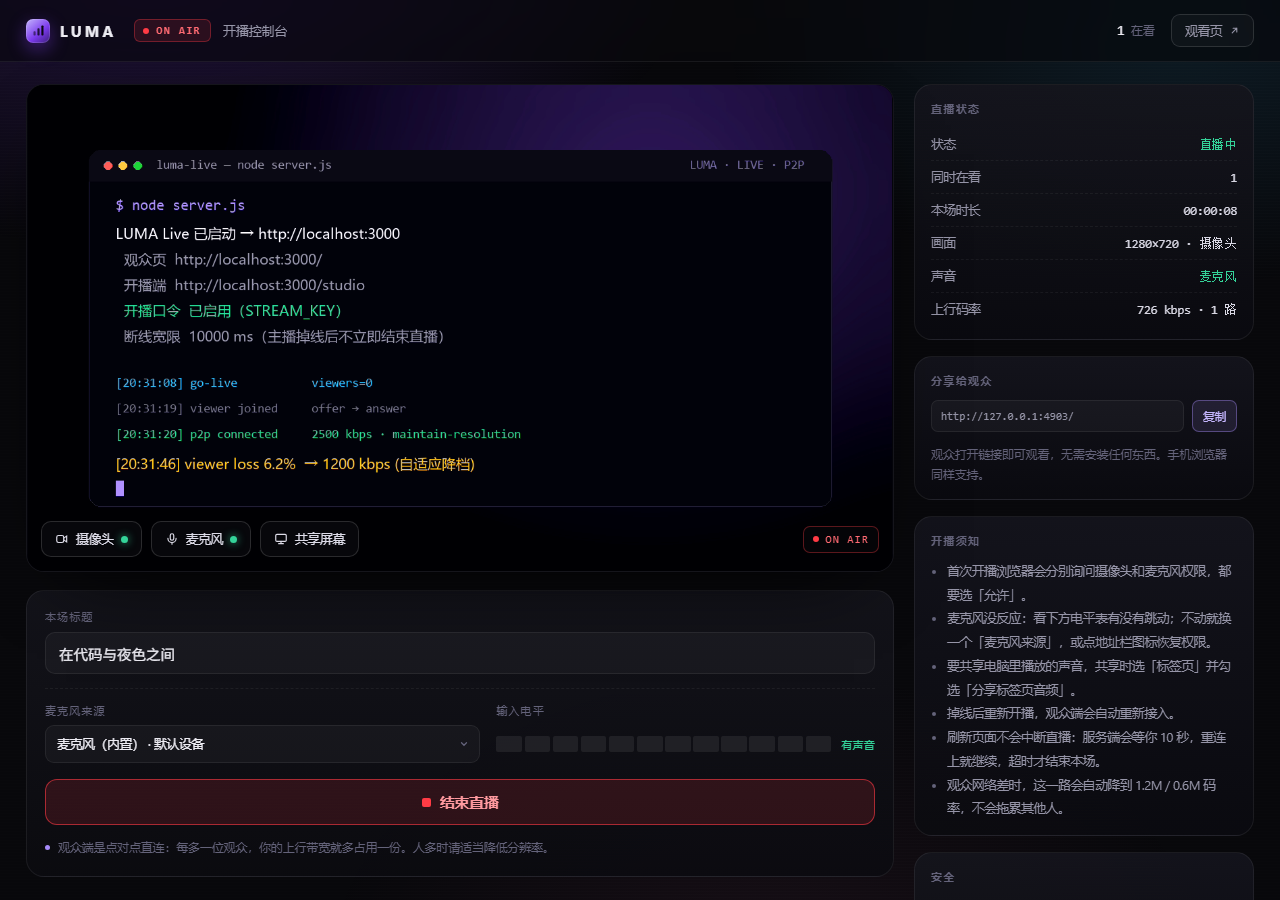 LUMA
ON AIR
开播控制台
1 在看
观看页 ↗
luma-live — node server.js
LUMA · LIVE · P2P
$ node server.js
LUMA Live 已启动 → http://localhost:3000
观众页 http://localhost:3000/
开播端 http://localhost:3000/studio
开播口令 已启用（STREAM_KEY）
断线宽限 10000 ms（主播掉线后不立即结束直播）
[20:31:08] go-live viewers=0
[20:31:19] viewer joined offer → answer
[20:31:20] p2p connected 2500 kbps · maintain-resolution
[20:31:46] viewer loss 6.2% → 1200 kbps (自适应降档)
摄像头
麦克风
共享屏幕
ON AIR
本场标题
在代码与夜色之间
麦克风来源
麦克风（内置） · 默认设备
输入电平
有声音
结束直播
观众端是点对点直连：每多一位观众，你的上行带宽就多占用一份。人多时请适当降低分辨率。
直播状态
状态 直播中
同时在看 1
本场时长 00:00:08
画面 1280×720 · 摄像头
声音 麦克风
上行码率 726 kbps · 1 路
分享给观众
http://127.0.0.1:4903/
复制
观众打开链接即可观看，无需安装任何东西。手机浏览器
同样支持。
开播须知
首次开播浏览器会分别询问摄像头和麦克风权限，都
要选「允许」。
麦克风没反应：看下方电平表有没有跳动；不动就换
一个「麦克风来源」，或点地址栏图标恢复权限。
要共享电脑里播放的声音，共享时选「标签页」并勾
选「分享标签页音频」。
掉线后重新开播，观众端会自动重新接入。
刷新页面不会中断直播：服务端会等你 10 秒，重连
上就继续，超时才结束本场。
观众网络差时，这一路会自动降到 1.2M / 0.6M 码
率，不会拖累其他人。
安全